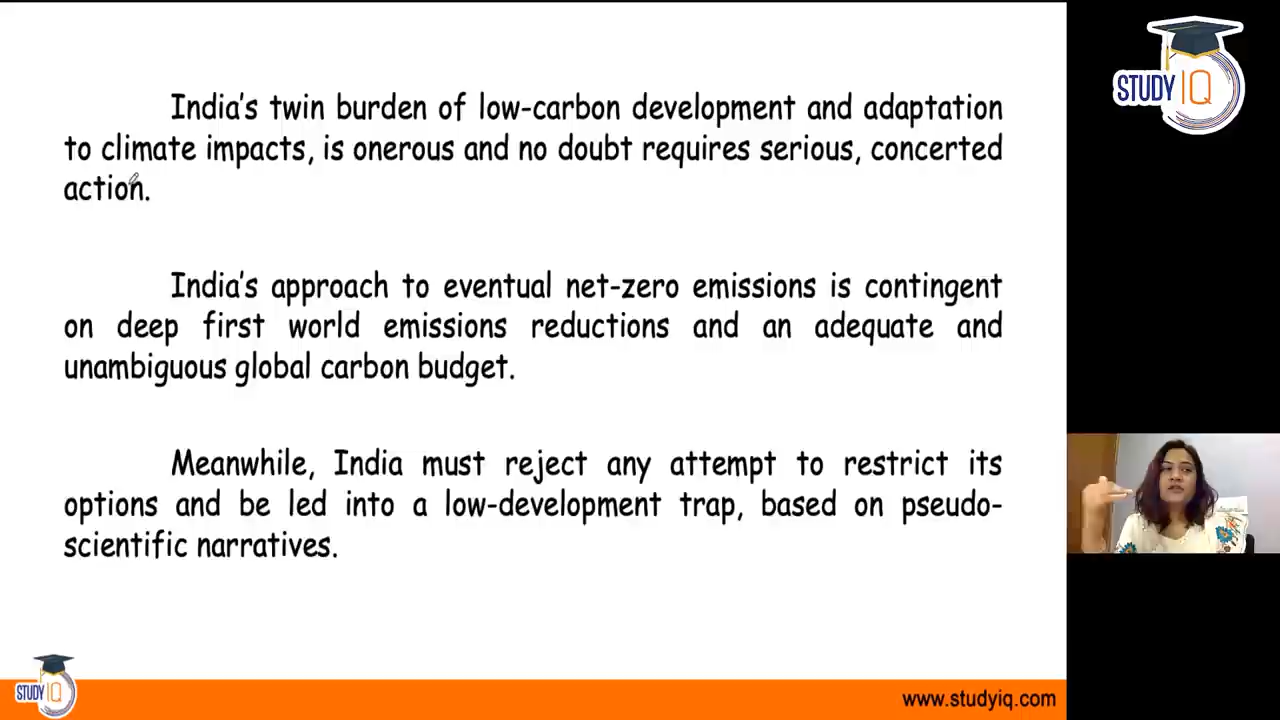 India's twin burden of low-carbon development and adaptation
to climate impacts, is onerous and no doubt requires serious, concerted
action.
India's approach to eventual net-zero emissions is contingent
on deep first world emissions reductions and an adequate and
unambiguous global carbon budget.
Meanwhile, India must reject any attempt to restrict its
options and be led into a low-development trap, based on pseudo-
scientific narratives.
STUDY IQ
STUDY IQ
www.studyiq.com